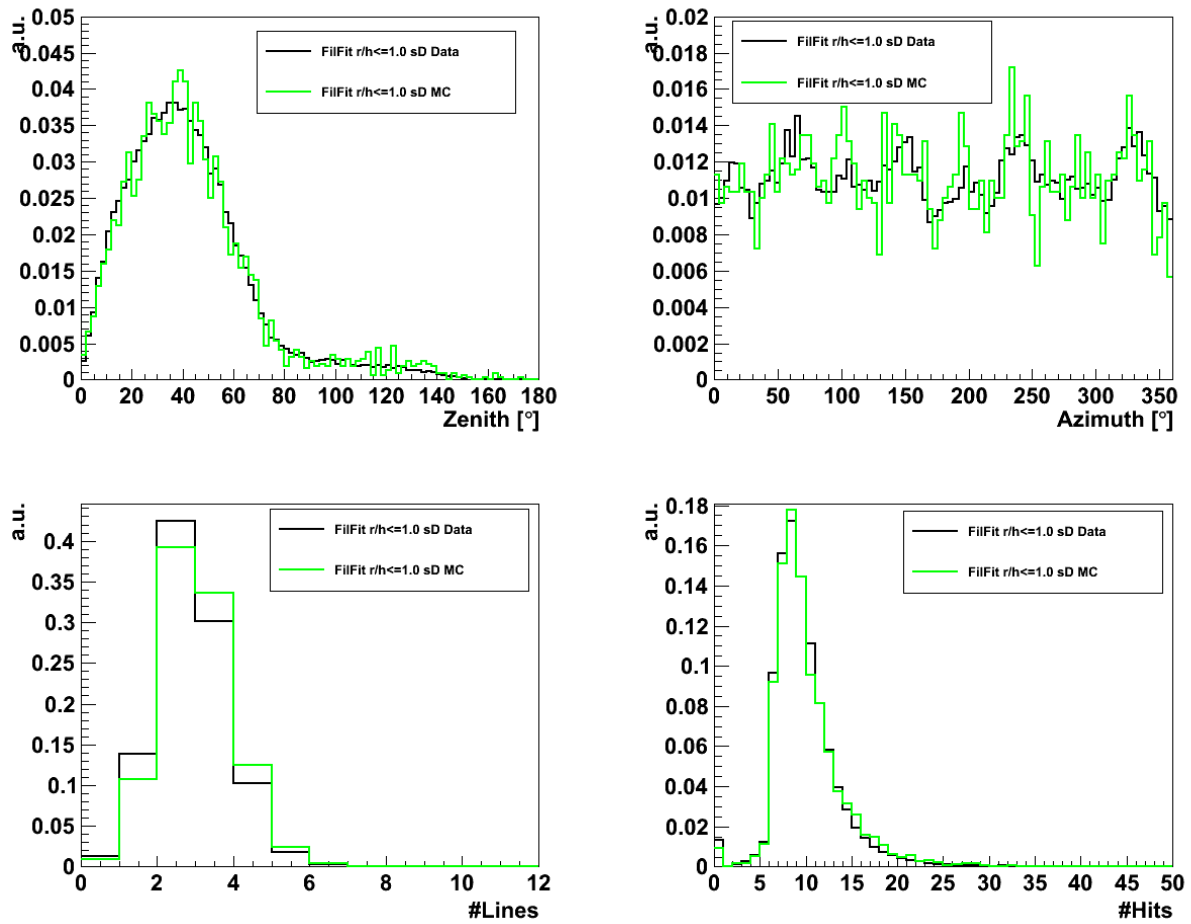 a.u.
0.05
0.045
0.04
0.035
0.03
0.025
0.02
0.015
0.01
0.005
0
FilFit r/h<=1.0 sD Data
FilFit r/h<=1.0 sD MC
0 20 40 60 80 100 120 140 160 180
Zenith [°]
a.u.
0.02
0.018
0.016
0.014
0.012
0.01
0.008
0.006
0.004
0.002
0
FilFit r/h<=1.0 sD Data
FilFit r/h<=1.0 sD MC
0 50 100 150 200 250 300 350
Azimuth [°]
a.u.
0.4
0.35
0.3
0.25
0.2
0.15
0.1
0.05
0
FilFit r/h<=1.0 sD Data
FilFit r/h<=1.0 sD MC
0 2 4 6 8 10 12
#Lines
a.u.
0.18
0.16
0.14
0.12
0.1
0.08
0.06
0.04
0.02
0
FilFit r/h<=1.0 sD Data
FilFit r/h<=1.0 sD MC
0 5 10 15 20 25 30 35 40 45 50
#Hits